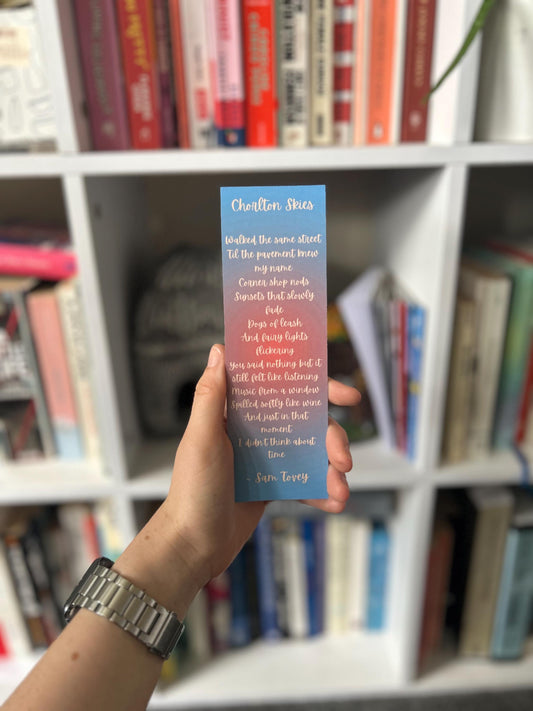 Chorlton Skies
Walked the same street
Til the pavement knew
my name
Corner shop nods
Sunsets that slowly
fade
Dogs of leash
And fairy lights
flickering
You said nothing but it
still felt like listening
Music from a window
Spilled softly like wine
And just in that
moment
I didn't think about
time
~ Sam Tovey